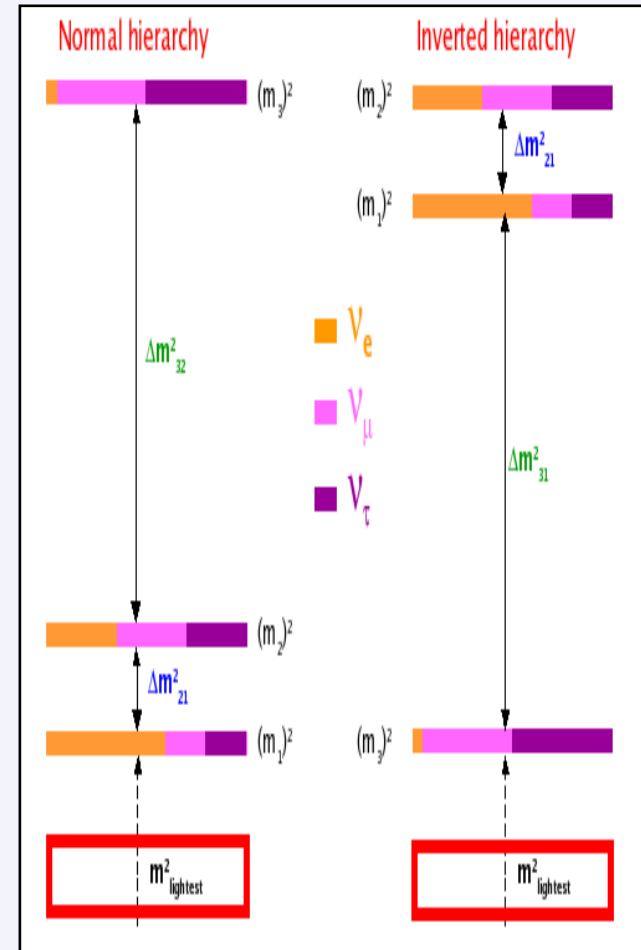 Normal hierarchy
(m₃)²
Δm²₃₂
(m₂)²
Δm²₂₁
(m₁)²
m²lightest
νe
νμ
ντ
Inverted hierarchy
(m₂)²
Δm²₂₁
(m₁)²
Δm²₃₁
(m₃)²
m²lightest